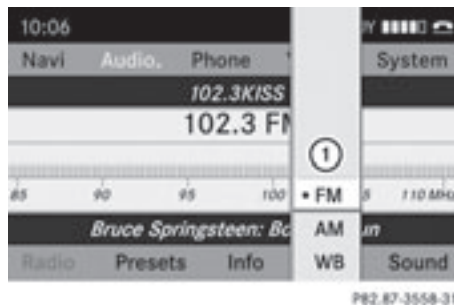 10:06
Navi Audio. Phone System
102.3KISS
102.3 FM
①
85 90 95 100 • FM 110 MHz
Bruce Springsteen: AM
Radio Presets Info WB Sound
P82.87-3558-31